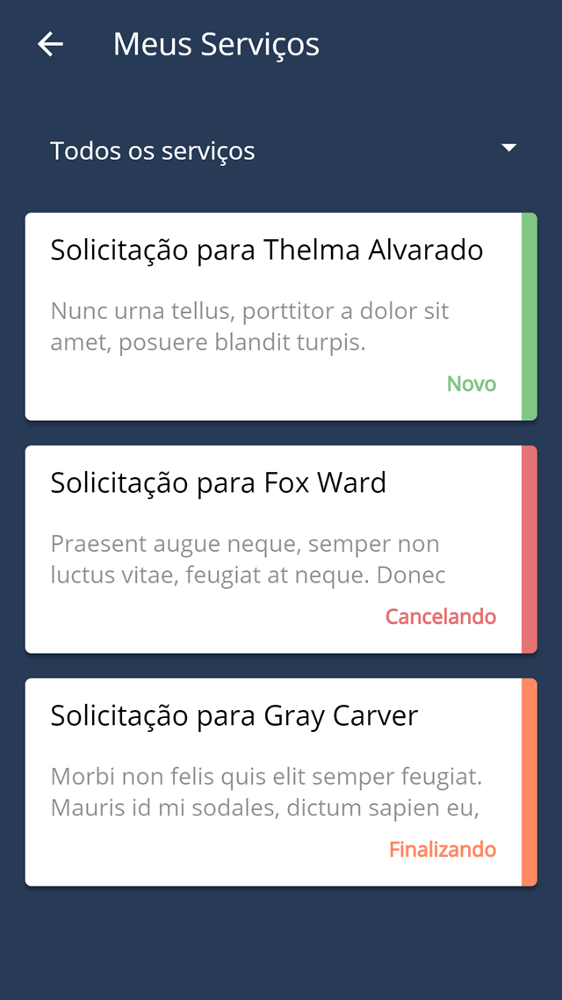 Meus Serviços
Todos os serviços
Solicitação para Thelma Alvarado
Nunc urna tellus, porttitor a dolor sit
amet, posuere blandit turpis.
Novo
Solicitação para Fox Ward
Praesent augue neque, semper non
luctus vitae, feugiat at neque. Donec
Cancelando
Solicitação para Gray Carver
Morbi non felis quis elit semper feugiat.
Mauris id mi sodales, dictum sapien eu,
Finalizando